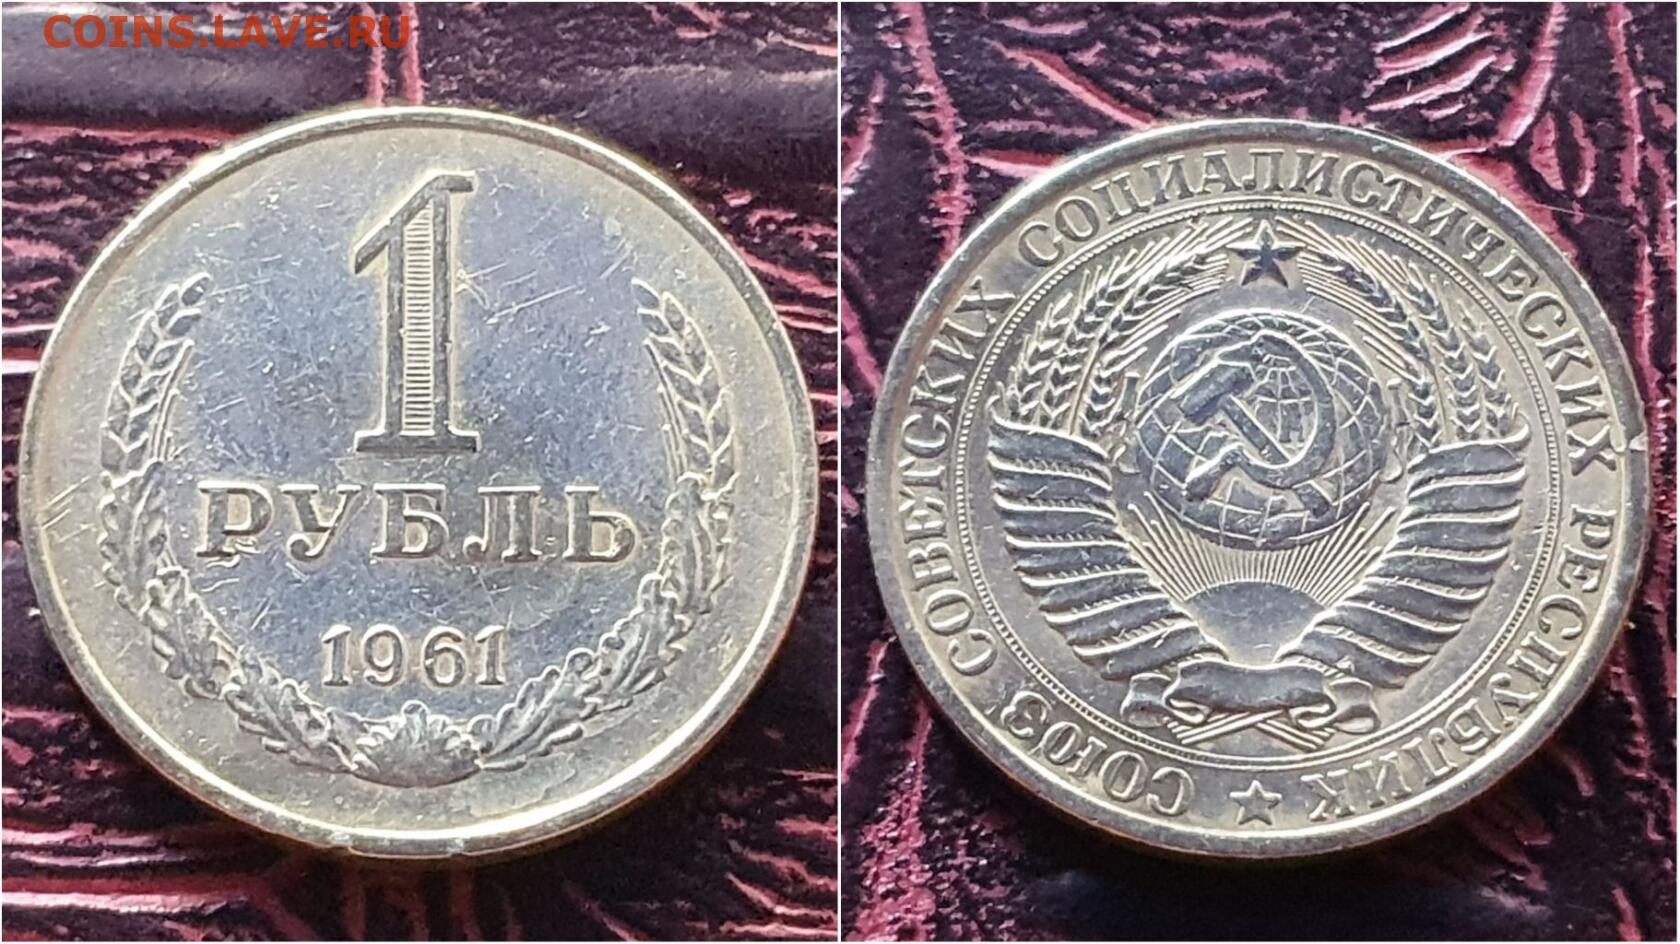 COINS.LAVE.RU
1
РУБЛЬ
1961
СОЮЗ СОВЕТСКИХ СОЦИАЛИСТИЧЕСКИХ РЕСПУБЛИК